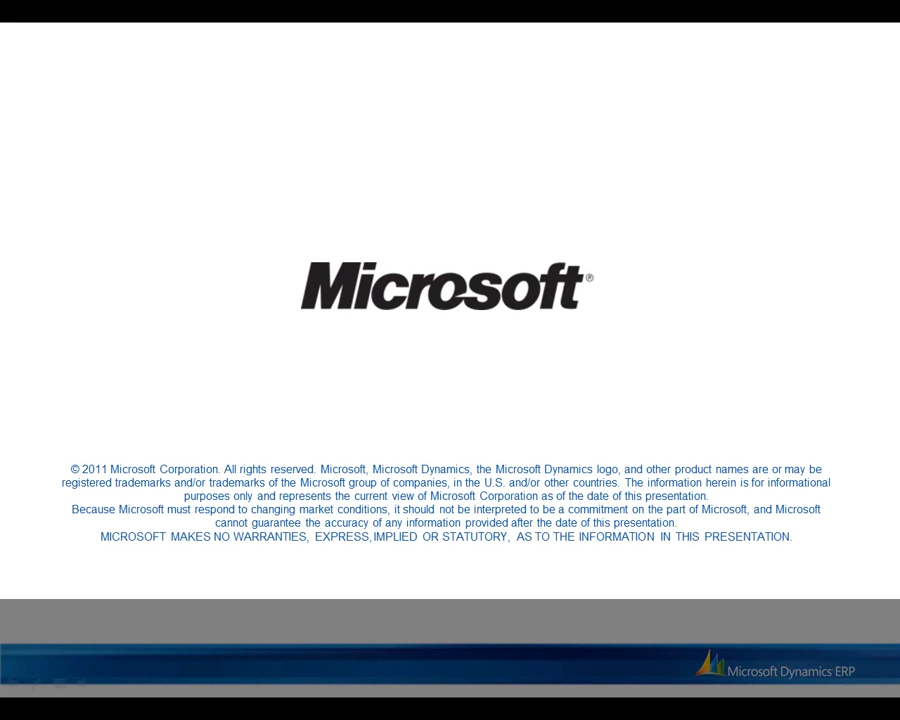 Microsoft®
© 2011 Microsoft Corporation. All rights reserved. Microsoft, Microsoft Dynamics, the Microsoft Dynamics logo, and other product names are or may be
registered trademarks and/or trademarks of the Microsoft group of companies, in the U.S. and/or other countries. The information herein is for informational
purposes only and represents the current view of Microsoft Corporation as of the date of this presentation.
Because Microsoft must respond to changing market conditions, it should not be interpreted to be a commitment on the part of Microsoft, and Microsoft
cannot guarantee the accuracy of any information provided after the date of this presentation.
MICROSOFT MAKES NO WARRANTIES, EXPRESS, IMPLIED OR STATUTORY, AS TO THE INFORMATION IN THIS PRESENTATION.
Microsoft Dynamics ERP